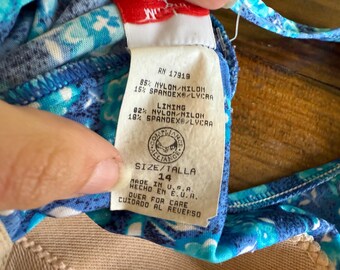 RN 17919
85% NYLON/NILON
15% SPANDEX®/LYCRA
LINING
82% NYLON/NILON
18% SPANDEX®/LYCRA
SIZE/TALLA
14
MADE IN U.S.A.
HECHO EN E.U.A.
OVER FOR CARE
CUIDADO AL REVERSO